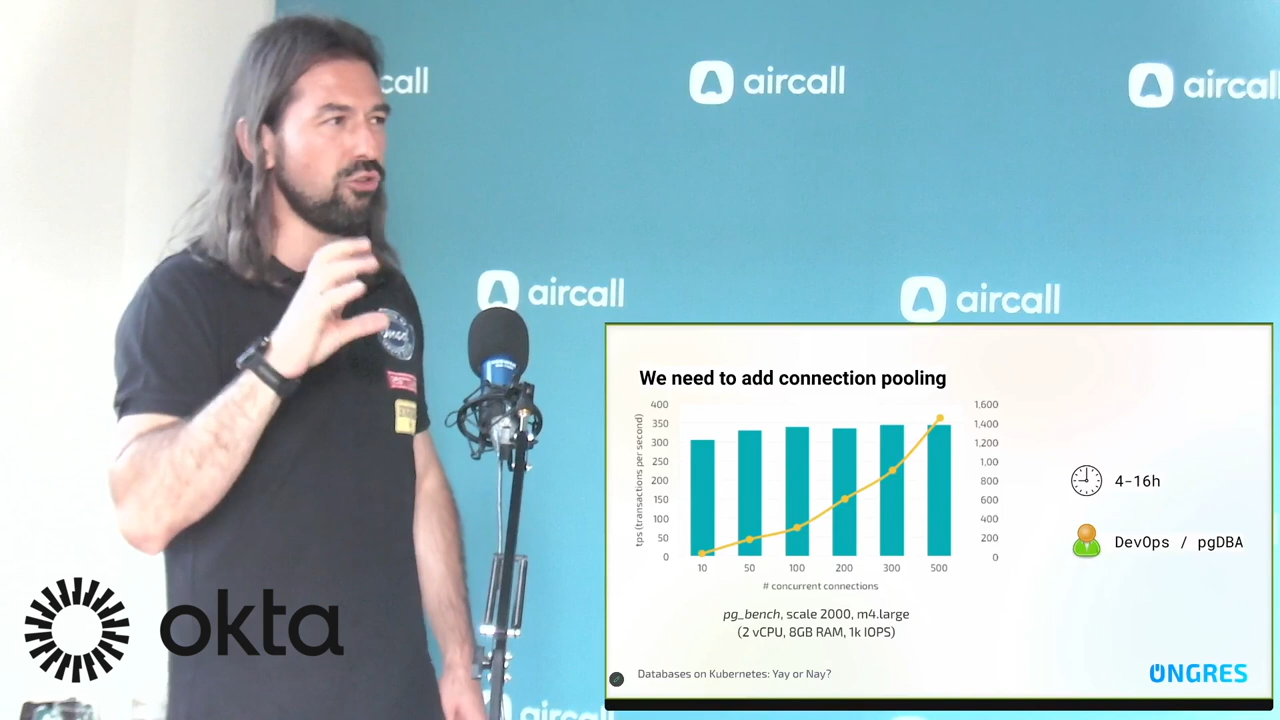 call
aircall
aircall
aircall
aircall
aircall
okta
We need to add connection pooling
tps (transactions per second)
400
350
300
250
200
150
100
50
0
1,600
1,400
1,200
1,00
800
600
400
200
0
10 50 100 200 300 500
# concurrent connections
pg_bench, scale 2000, m4.large
(2 vCPU, 8GB RAM, 1k IOPS)
4-16h
DevOps / pgDBA
Databases on Kubernetes: Yay or Nay?
ONGRES